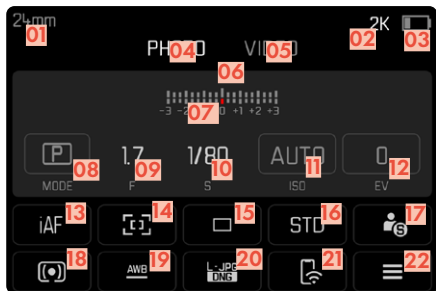 24mm 2K
01 02 03
PHOTO VIDEO
04 05
06
-3 -2 0 +1 +2 +3
07
P 1.7 1/80 AUTO 0
08 09 10 11 12
MODE F S ISO EV
iAF STD S
13 14 15 16 17
AWB L-JPG
DNG
18 19 20 21 22